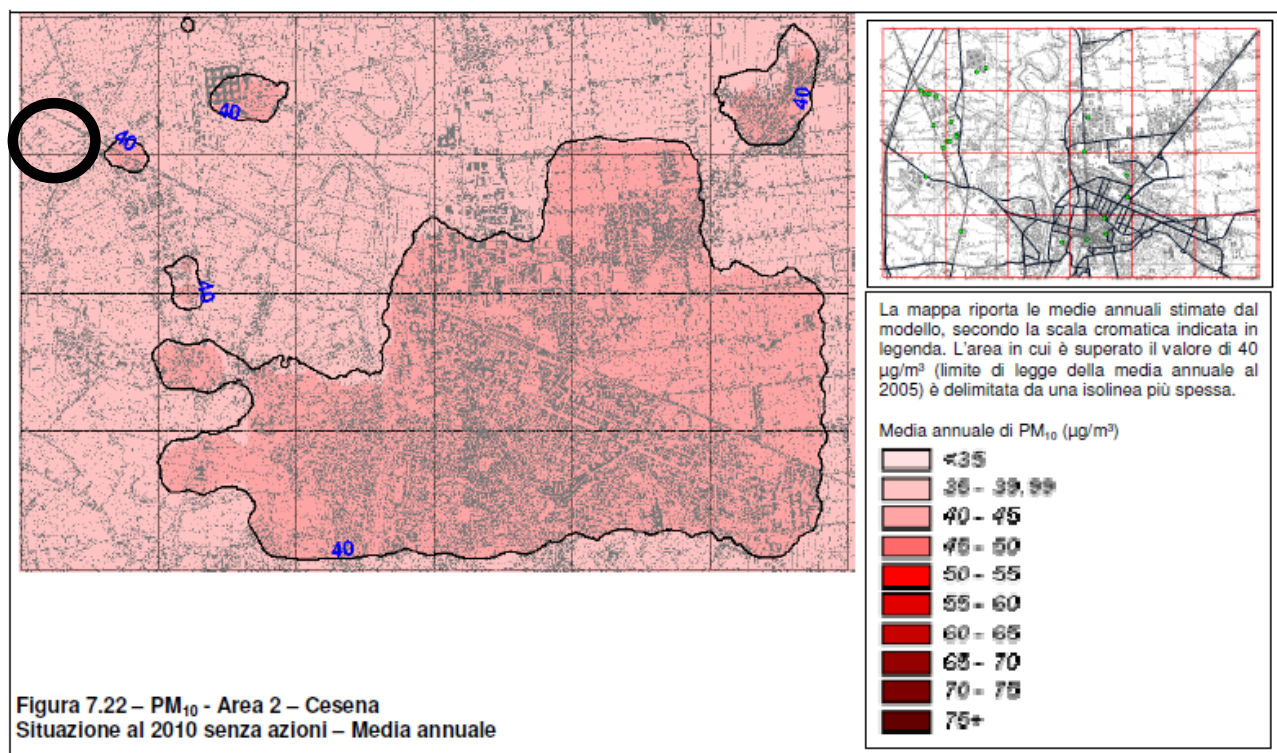 40
40
40
40
40
La mappa riporta le medie annuali stimate dal
modello, secondo la scala cromatica indicata in
legenda. L'area in cui è superato il valore di 40
µg/m³ (limite di legge della media annuale al
2005) è delimitata da una isolinea più spessa.
Media annuale di PM₁₀ (µg/m³)
<35
35 - 39,99
40 - 45
45 - 50
50 - 55
55 - 60
60 - 65
65 - 70
70 - 75
75+
Figura 7.22 – PM₁₀ - Area 2 – Cesena
Situazione al 2010 senza azioni – Media annuale